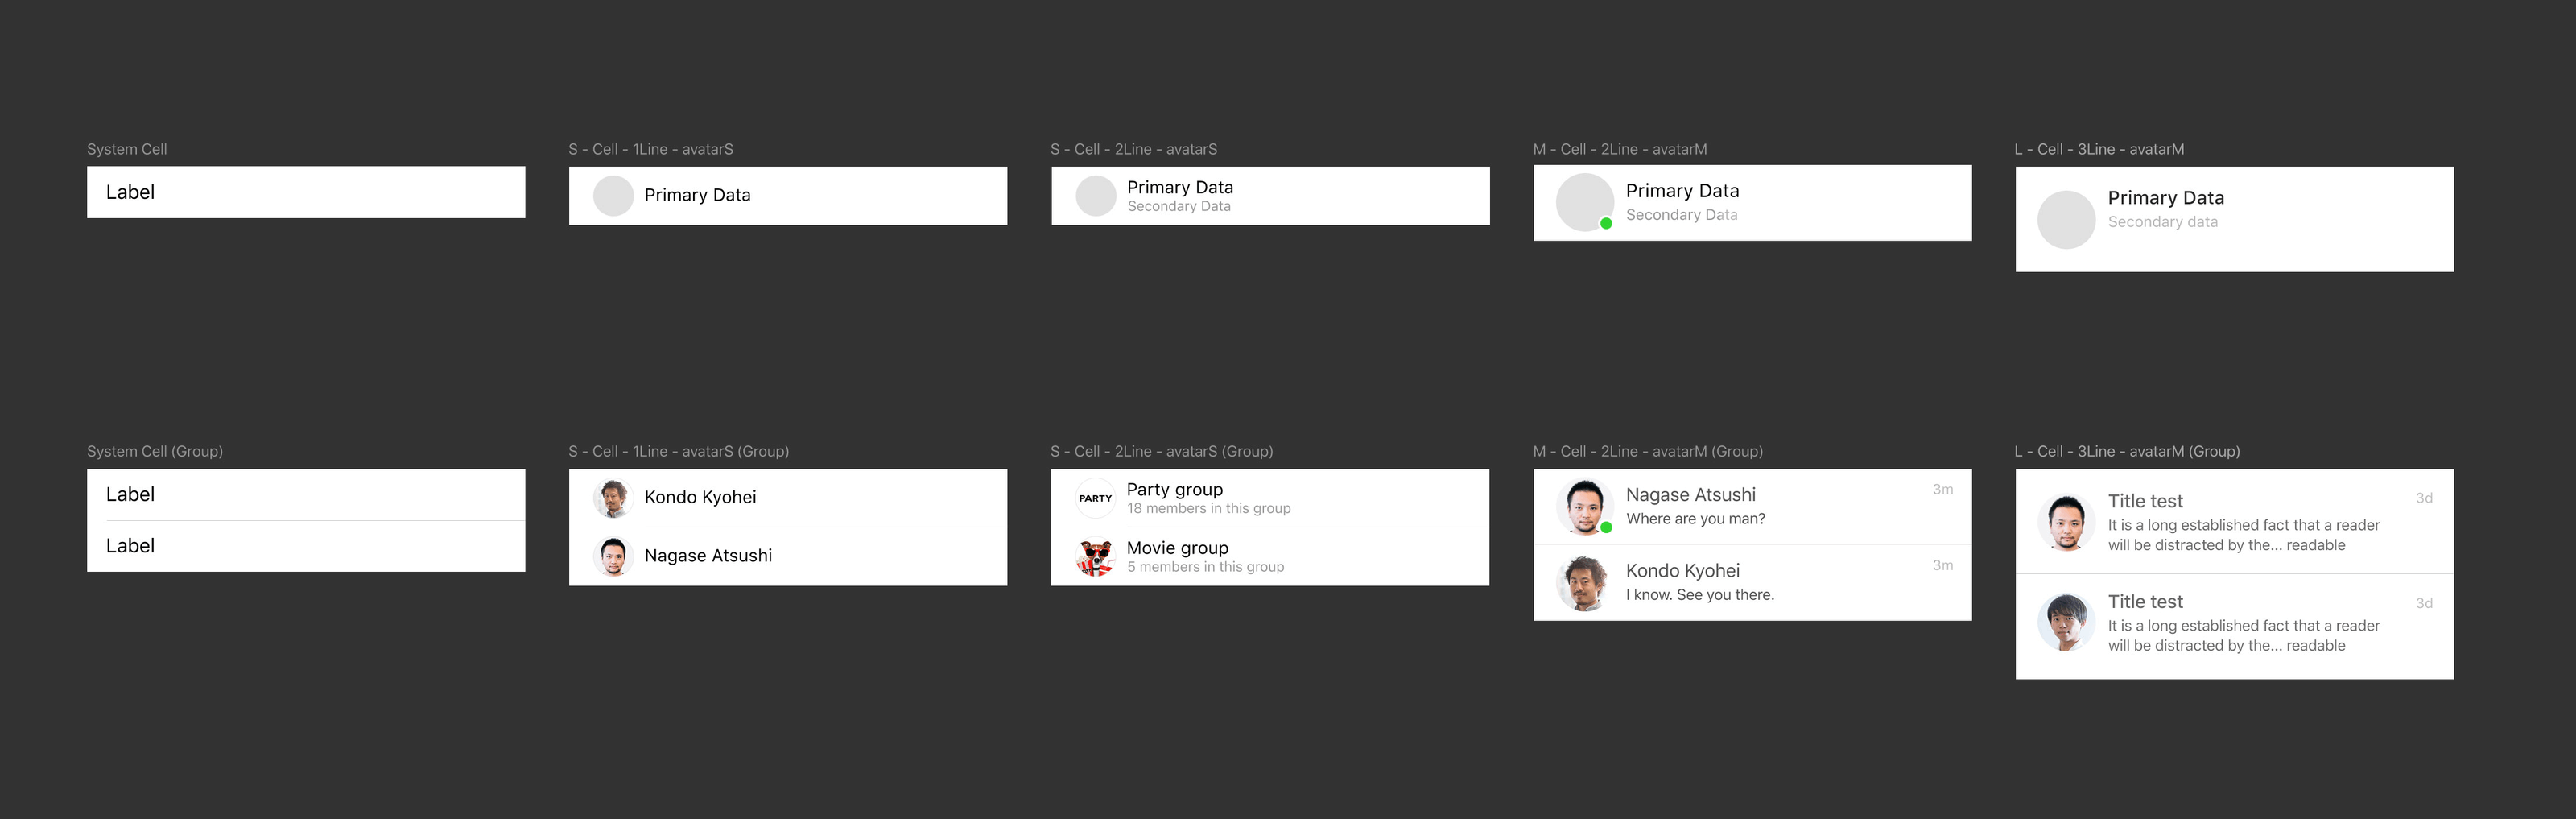 System Cell
Label
S - Cell - 1Line - avatarS
Primary Data
S - Cell - 2Line - avatarS
Primary Data
Secondary Data
M - Cell - 2Line - avatarM
Primary Data
Secondary Data
L - Cell - 3Line - avatarM
Primary Data
Secondary data
System Cell (Group)
Label
Label
S - Cell - 1Line - avatarS (Group)
Kondo Kyohei
Nagase Atsushi
S - Cell - 2Line - avatarS (Group)
PARTY
Party group
18 members in this group
Movie group
5 members in this group
M - Cell - 2Line - avatarM (Group)
Nagase Atsushi
3m
Where are you man?
Kondo Kyohei
3m
I know. See you there.
L - Cell - 3Line - avatarM (Group)
Title test
3d
It is a long established fact that a reader
will be distracted by the... readable
Title test
3d
It is a long established fact that a reader
will be distracted by the... readable